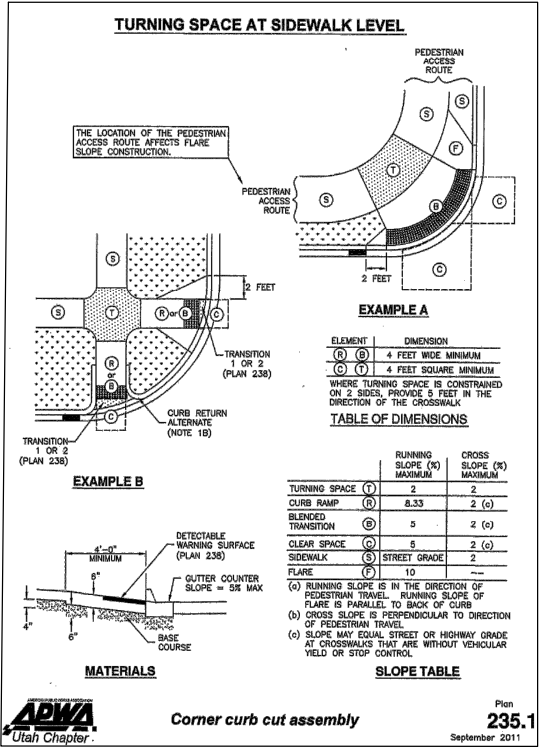 TURNING SPACE AT SIDEWALK LEVEL
PEDESTRIAN
ACCESS
ROUTE
THE LOCATION OF THE PEDESTRIAN
ACCESS ROUTE AFFECTS FLARE
SLOPE CONSTRUCTION.
S
S
F
T
S
B
C
C
PEDESTRIAN
ACCESS
ROUTE
2 FEET
EXAMPLE A
S
S
T
R or B
C
2 FEET
R
or
B
C
TRANSITION
1 OR 2
(PLAN 238)
CURB RETURN
ALTERNATE
(NOTE 1B)
TRANSITION
1 OR 2
(PLAN 238)
EXAMPLE B
ELEMENT DIMENSION
R B 4 FEET WIDE MINIMUM
C T 4 FEET SQUARE MINIMUM
WHERE TURNING SPACE IS CONSTRAINED
ON 2 SIDES, PROVIDE 5 FEET IN THE
DIRECTION OF THE CROSSWALK
TABLE OF DIMENSIONS
RUNNING SLOPE (%) MAXIMUM CROSS SLOPE (%) MAXIMUM
TURNING SPACE T 2 2
CURB RAMP R 8.33 2 (c)
BLENDED TRANSITION B 5 2 (c)
CLEAR SPACE C 5 2 (c)
SIDEWALK S STREET GRADE 2
FLARE F 10 --
(a) RUNNING SLOPE IS IN THE DIRECTION OF
PEDESTRIAN TRAVEL. RUNNING SLOPE OF
FLARE IS PARALLEL TO BACK OF CURB
(b) CROSS SLOPE IS PERPENDICULAR TO DIRECTION
OF PEDESTRIAN TRAVEL
(c) SLOPE MAY EQUAL STREET OR HIGHWAY GRADE
AT CROSSWALKS THAT ARE WITHOUT VEHICULAR
YIELD OR STOP CONTROL
SLOPE TABLE
4'-0"
MINIMUM
DETECTABLE
WARNING SURFACE
(PLAN 238)
6"
GUTTER COUNTER
SLOPE = 5% MAX
4"
6"
BASE
COURSE
MATERIALS
AMERICAN PUBLIC WORKS ASSOCIATION
APWA
Utah Chapter
Corner curb cut assembly
Plan
235.1
September 2011